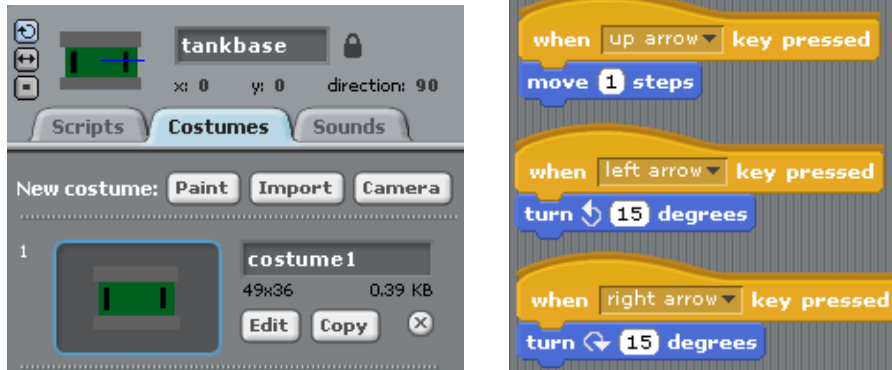 tankbase
x: 0 y: 0 direction: 90
Scripts Costumes Sounds
New costume: Paint Import Camera
1
costume1
49x36 0.39 KB
Edit Copy
when up arrow key pressed
move 1 steps
when left arrow key pressed
turn 15 degrees
when right arrow key pressed
turn 15 degrees